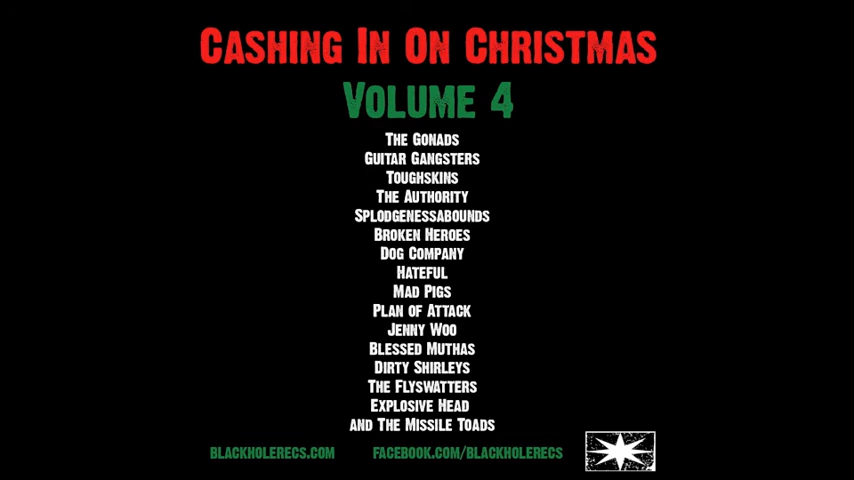 Cashing In On Christmas
Volume 4
The Gonads
Guitar Gangsters
Toughskins
The Authority
Splodgenessabounds
Broken Heroes
Dog Company
Hateful
Mad Pigs
Plan of Attack
Jenny Woo
Blessed Muthas
Dirty Shirleys
The Flyswatters
Explosive Head
and The Missile Toads
blackholerecs.com facebook.com/blackholerecs